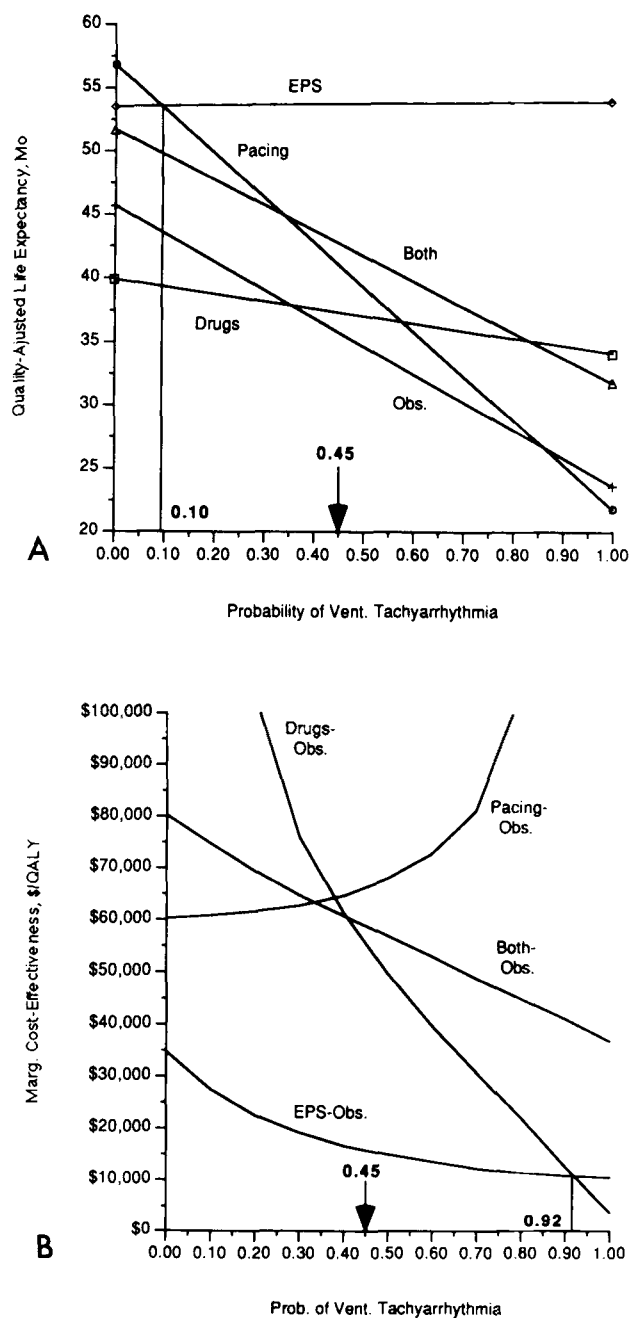 A
60
55
50
45
40
35
30
25
20
Quality-Ajusted Life Expectancy, Mo
EPS
Pacing
Both
Drugs
Obs.
0.45
0.10
0.00 0.10 0.20 0.30 0.40 0.50 0.60 0.70 0.80 0.90 1.00
Probability of Vent. Tachyarrhythmia
B
$100,000
$90,000
$80,000
$70,000
$60,000
$50,000
$40,000
$30,000
$20,000
$10,000
$0
Marg. Cost-Effectiveness, $/QALY
Drugs-
Obs.
Pacing-
Obs.
Both-
Obs.
EPS-Obs.
0.45
0.92
0.00 0.10 0.20 0.30 0.40 0.50 0.60 0.70 0.80 0.90 1.00
Prob. of Vent. Tachyarrhythmia